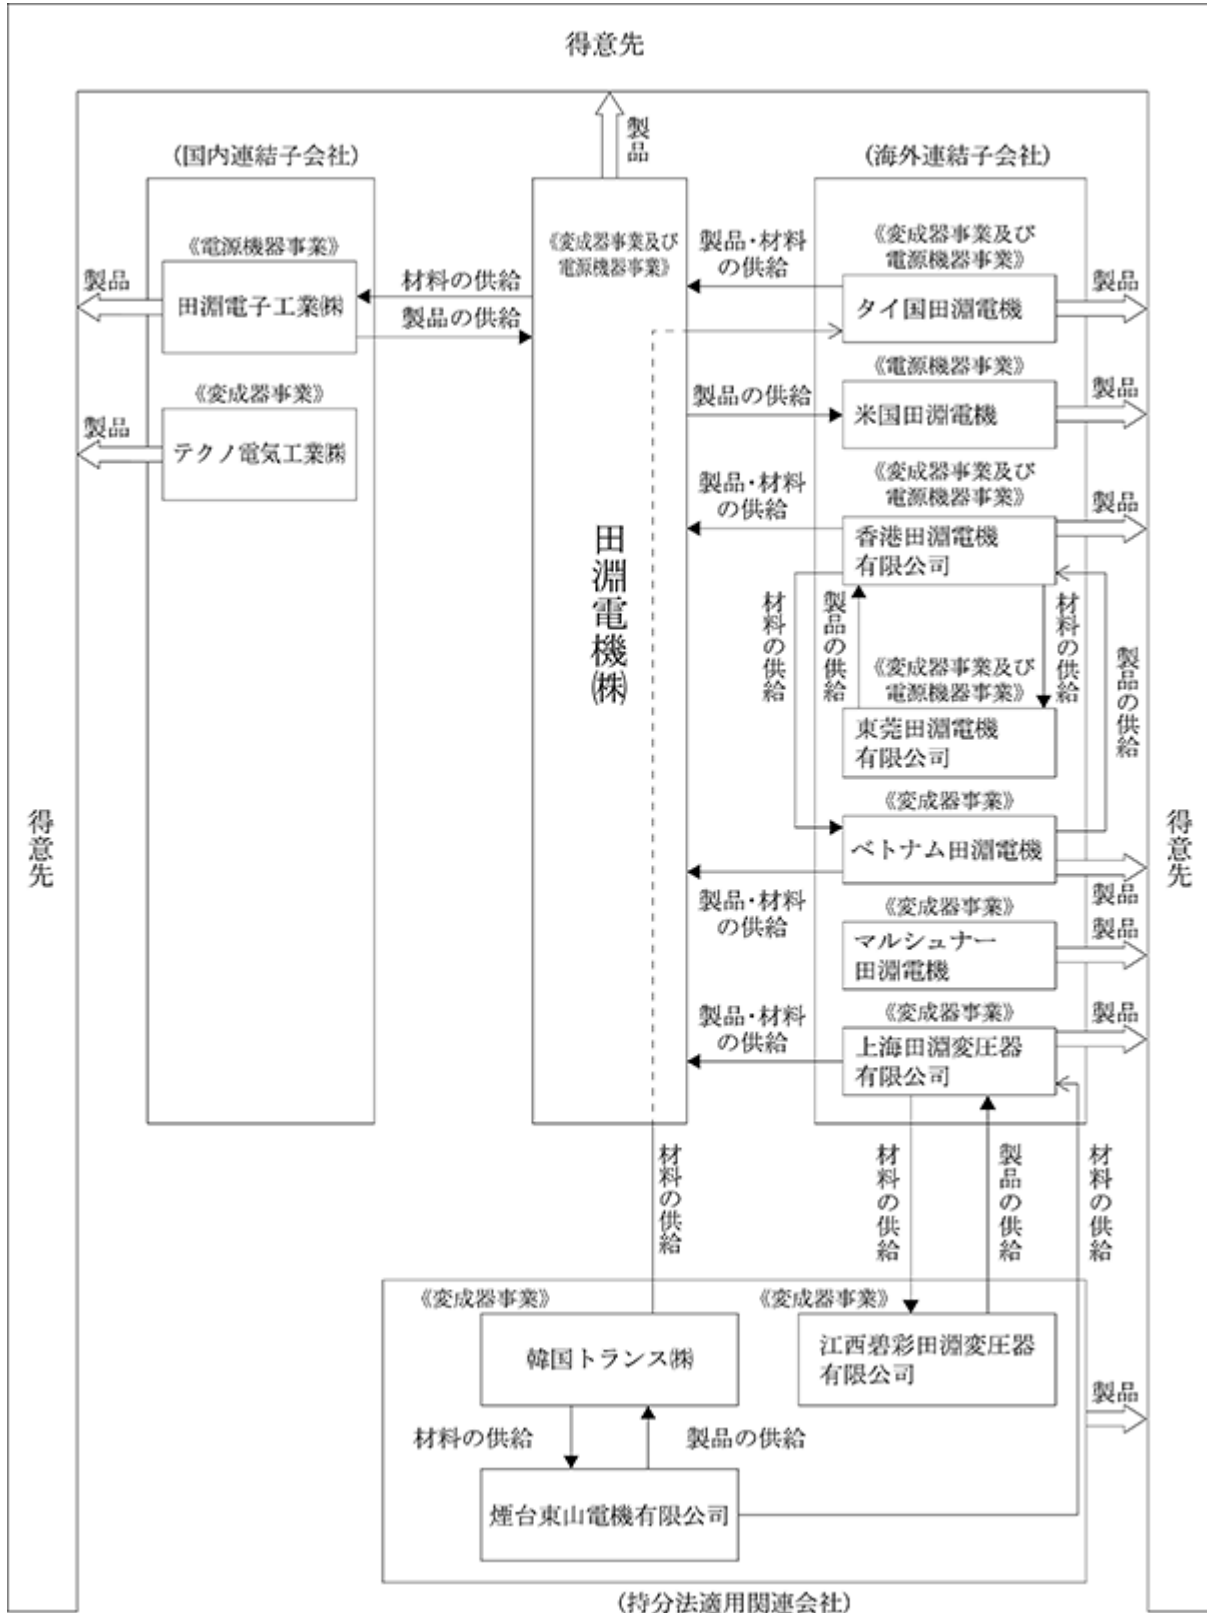 得意先
製品
(国内連結子会社)
(海外連結子会社)
《電源機器事業》
製品
田淵電子工業㈱
《変成器事業》
製品
テクノ電気工業㈱
材料の供給
製品の供給
《変成器事業及び
電源機器事業》
田淵電機㈱
製品・材料
の供給
《変成器事業及び
電源機器事業》
タイ国田淵電機
製品
製品の供給
《電源機器事業》
米国田淵電機
製品
製品・材料
の供給
《変成器事業及び
電源機器事業》
香港田淵電機
有限公司
製品
材料の供給
製品の供給
材料の供給
製品の供給
《変成器事業及び
電源機器事業》
東莞田淵電機
有限公司
《変成器事業》
ベトナム田淵電機
製品
製品・材料
の供給
《変成器事業》
マルシュナー
田淵電機
製品
製品・材料
の供給
《変成器事業》
上海田淵変圧器
有限公司
製品
得意先
得意先
材料の供給
材料の供給
製品の供給
材料の供給
《変成器事業》
韓国トランス㈱
《変成器事業》
江西碧彩田淵変圧器
有限公司
製品
材料の供給
製品の供給
煙台東山電機有限公司
(持分法適用関連会社)